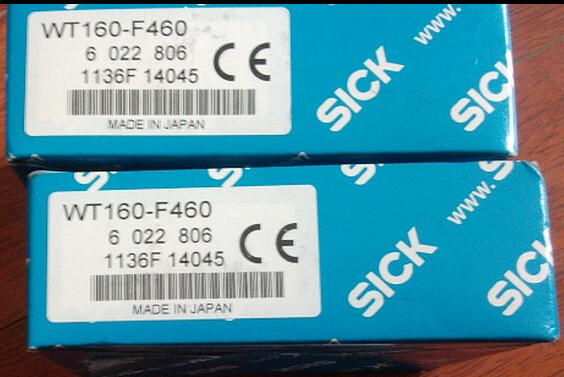 WT160-F460
6 022 806
1136F 14045
CE
MADE IN JAPAN
SICK
www.
SICK
WT160-F460
6 022 806
1136F 14045
CE
MADE IN JAPAN
SICK
www.
SICK